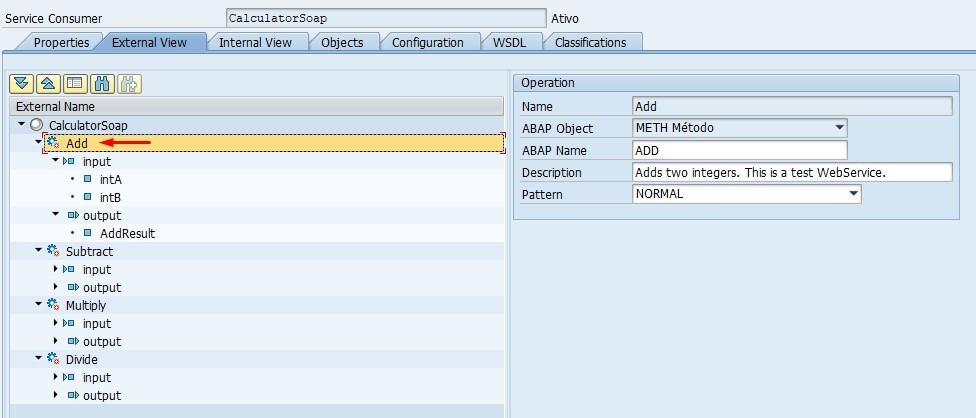 Service Consumer CalculatorSoap Ativo
Properties External View Internal View Objects Configuration WSDL Classifications
External Name
CalculatorSoap
Add
input
intA
intB
output
AddResult
Subtract
input
output
Multiply
input
output
Divide
input
output
Operation
Name Add
ABAP Object METH Método
ABAP Name ADD
Description Adds two integers. This is a test WebService.
Pattern NORMAL